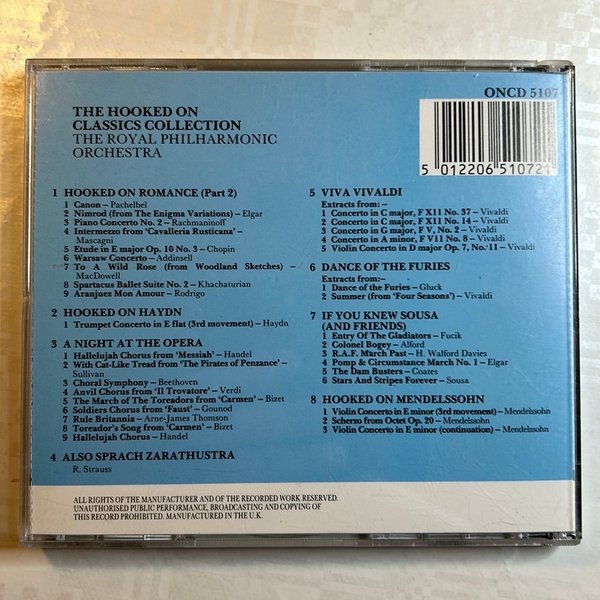 ONCD 5107
THE HOOKED ON
CLASSICS COLLECTION
THE ROYAL PHILHARMONIC
ORCHESTRA
5 012206 510721
1 HOOKED ON ROMANCE (Part 2)
1 Canon – Pachelbel
2 Nimrod (from The Enigma Variations) – Elgar
3 Piano Concerto No. 2 – Rachmaninoff
4 Intermezzo from 'Cavalleria Rusticana' –
Mascagni
5 Etude in E major Op. 10 No. 3 – Chopin
6 Warsaw Concerto – Addinsell
7 To A Wild Rose (from Woodland Sketches) –
MacDowell
8 Spartacus Ballet Suite No. 2 – Khachaturian
9 Aranjuez Mon Amour – Rodrigo
2 HOOKED ON HAYDN
1 Trumpet Concerto in E flat (3rd movement) – Haydn
3 A NIGHT AT THE OPERA
1 Hallelujah Chorus from 'Messiah' – Handel
2 With Cat-Like Tread from 'The Pirates of Penzance' –
Sullivan
3 Choral Symphony – Beethoven
4 Anvil Chorus from 'Il Trovatore' – Verdi
5 The March of The Toreadors from 'Carmen' – Bizet
6 Soldiers Chorus from 'Faust' – Gounod
7 Rule Britannia – Arne-James Thomson
8 Toreador's Song from 'Carmen' – Bizet
9 Hallelujah Chorus – Handel
4 ALSO SPRACH ZARATHUSTRA
R. Strauss
5 VIVA VIVALDI
Extracts from:–
1 Concerto in C major, F X11 No. 37 – Vivaldi
2 Concerto in C major, F X11 No. 14 – Vivaldi
3 Concerto in G major, F V, No. 2 – Vivaldi
4 Concerto in A minor, F V11 No. 8 – Vivaldi
5 Violin Concerto in D major Op. 7, No.'11 – Vivaldi
6 DANCE OF THE FURIES
Extracts from:–
1 Dance of the Furies – Gluck
2 Summer (from 'Four Seasons') – Vivaldi
7 IF YOU KNEW SOUSA
(AND FRIENDS)
1 Entry Of The Gladiators – Fucik
2 Colonel Bogey – Alford
3 R.A.F. March Past – H. Walford Davies
4 Pomp & Circumstance March No. 1 – Elgar
5 The Dam Busters – Coates
6 Stars And Stripes Forever – Sousa
8 HOOKED ON MENDELSSOHN
1 Violin Concerto in E minor (3rd movement) – Mendelssohn
2 Scherzo from Octet Op. 20 – Mendelssohn
3 Violin Concerto in E minor (continuation) – Mendelssohn
ALL RIGHTS OF THE MANUFACTURER AND OF THE RECORDED WORK RESERVED.
UNAUTHORISED PUBLIC PERFORMANCE, BROADCASTING AND COPYING OF
THIS RECORD PROHIBITED. MANUFACTURED IN THE U.K.